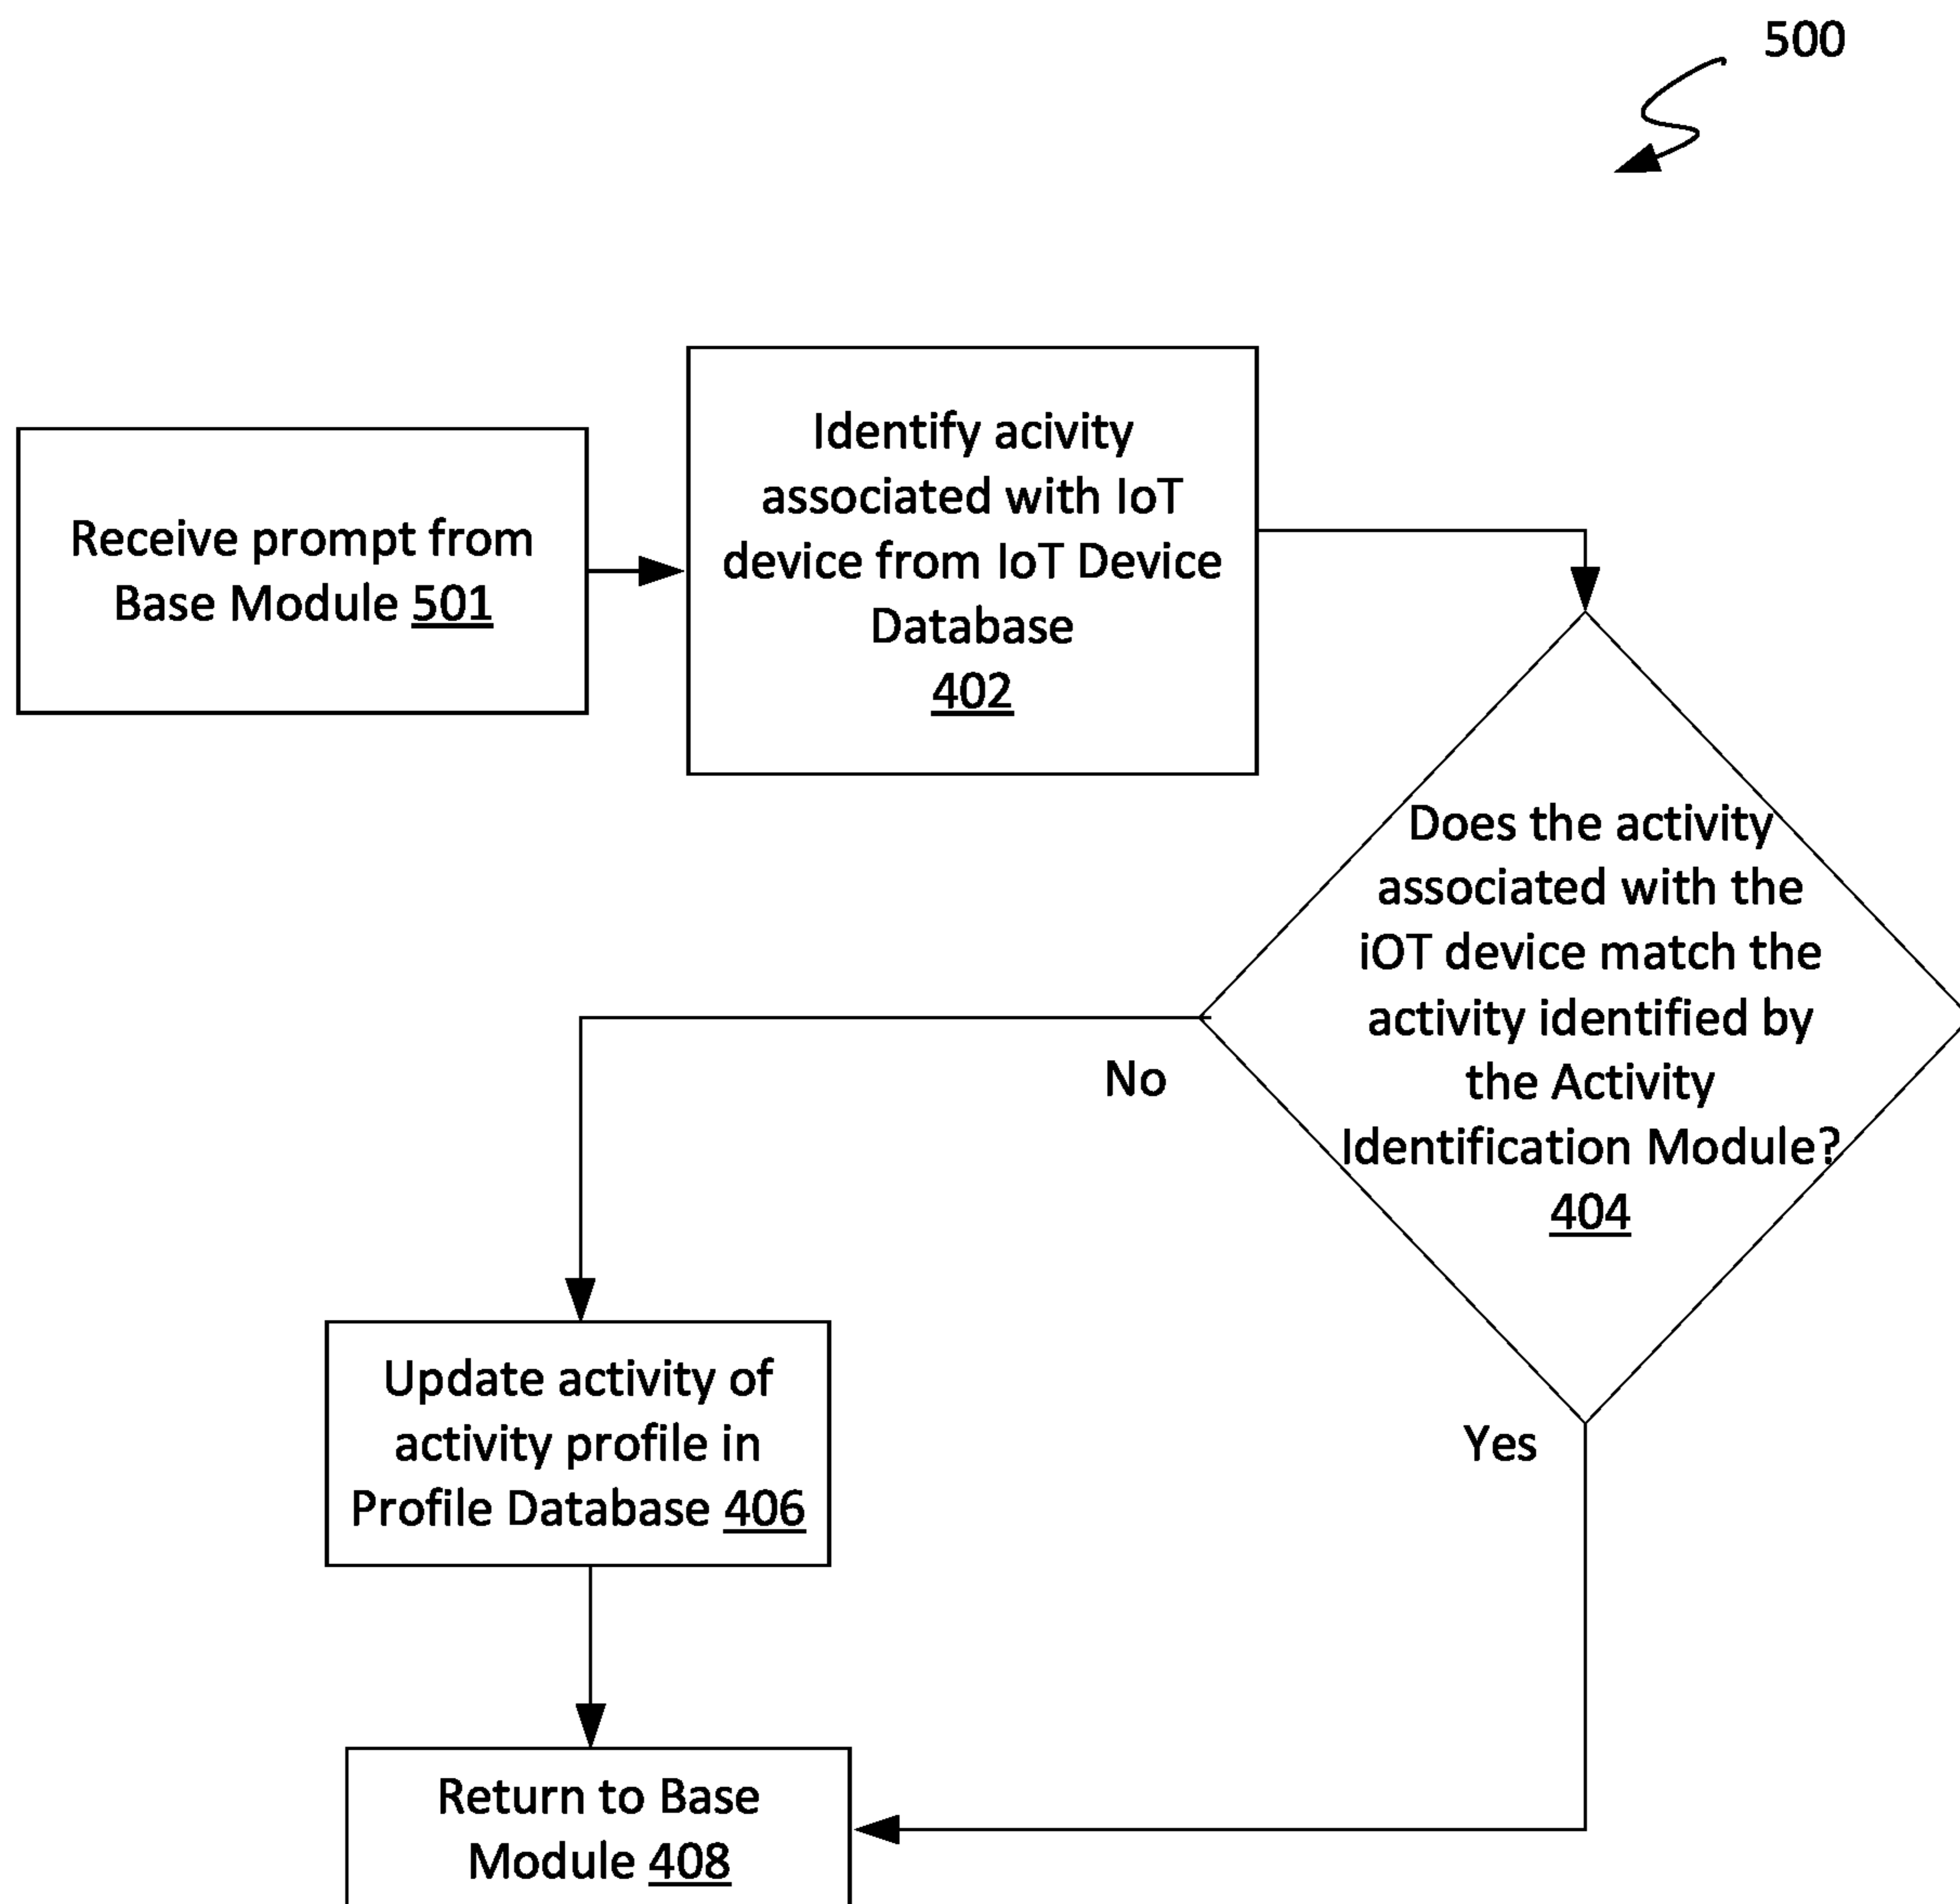 500
Receive prompt from
Base Module 501
Identify acivity
associated with IoT
device from IoT Device
Database
402
Does the activity
associated with the
iOT device match the
activity identified by
the Activity
Identification Module?
404
No
Yes
Update activity of
activity profile in
Profile Database 406
Return to Base
Module 408